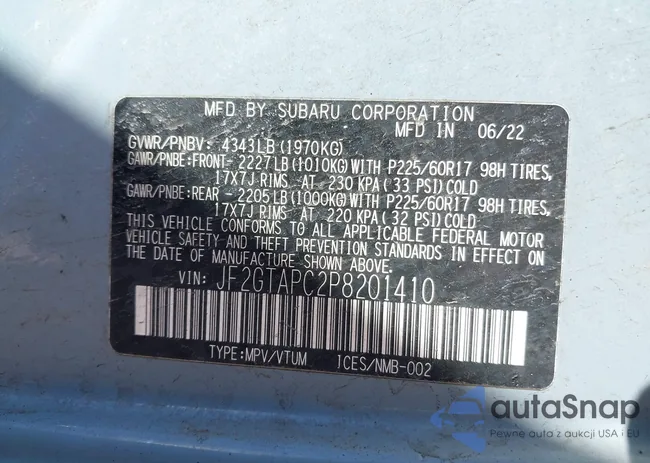 MFD BY SUBARU CORPORATION
MFD IN 06/22
GVWR/PNBV: 4343LB(1970KG)
GAWR/PNBE:FRONT- 2227LB(1010KG)WITH P225/60R17 98H TIRES,
17X7J RIMS AT 230 KPA(33 PSI)COLD
GAWR/PNBE:REAR - 2205LB(1000KG)WITH P225/60R17 98H TIRES,
17X7J RIMS AT 220 KPA(32 PSI)COLD
THIS VEHICLE CONFORMS TO ALL APPLICABLE FEDERAL MOTOR
VEHICLE SAFETY AND THEFT PREVENTION STANDARDS IN EFFECT ON
THE DATE OF MANUFACTURE SHOWN ABOVE.
VIN: JF2GTAPC2P8201410
TYPE:MPV/VTUM ICES/NMB-002
autaSnap
Pewne auta z aukcji USA i EU